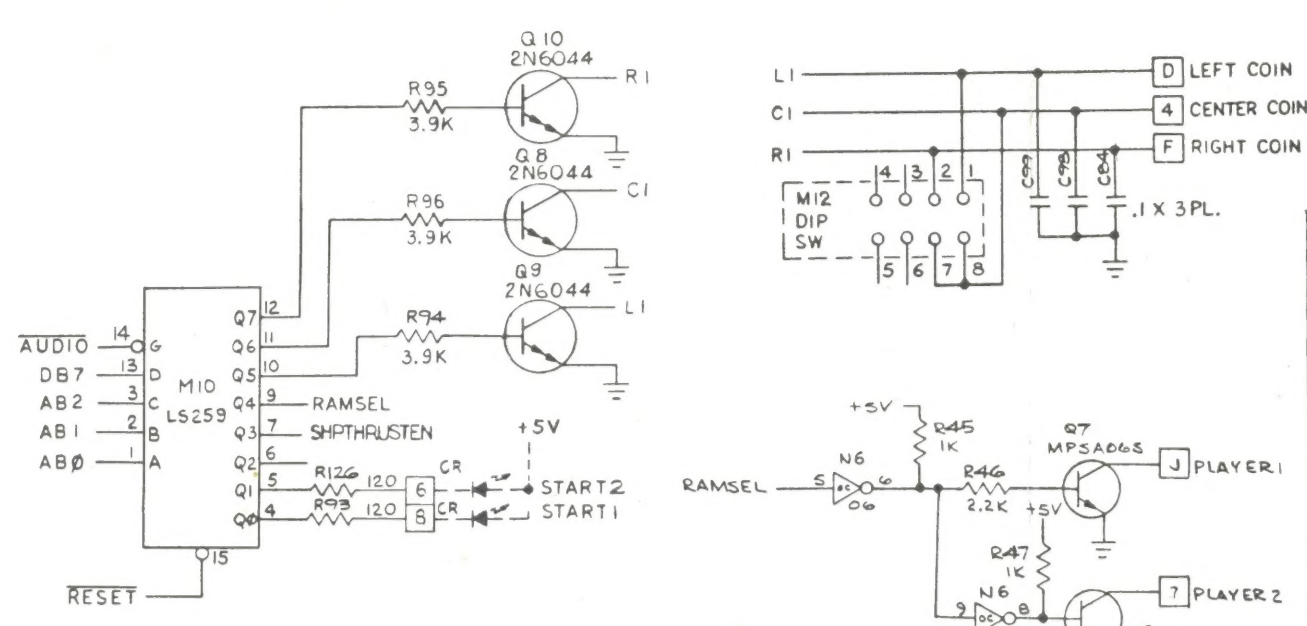 Q10
2N6044
R1
R95
3.9K
Q8
2N6044
C1
R96
3.9K
Q9
2N6044
L1
R94
3.9K
AUDIO 14 G
DB7 13 D
AB2 3 C
AB1 2 B
ABØ 1 A
M10
LS259
Q7 12
Q6 11
Q5 10
Q4 9 RAMSEL
Q3 7 SHPTHRUSTEN
Q2 6
Q1 5 R126 120 6 CR START2
QØ 4 R93 120 8 CR START1
+5V
15
RESET
L1 D LEFT COIN
C1 4 CENTER COIN
R1 F RIGHT COIN
4 3 2 1
M12
DIP
SW
5 6 7 8
C99 C98 C84
.1 X 3PL.
+5V
R45
1K
Q7
MPSA06S
RAMSEL 5 N6 OC 6
06
R46
2.2K
J PLAYER1
+5V
R47
1K
N6
9 OC 8
7 PLAYER2